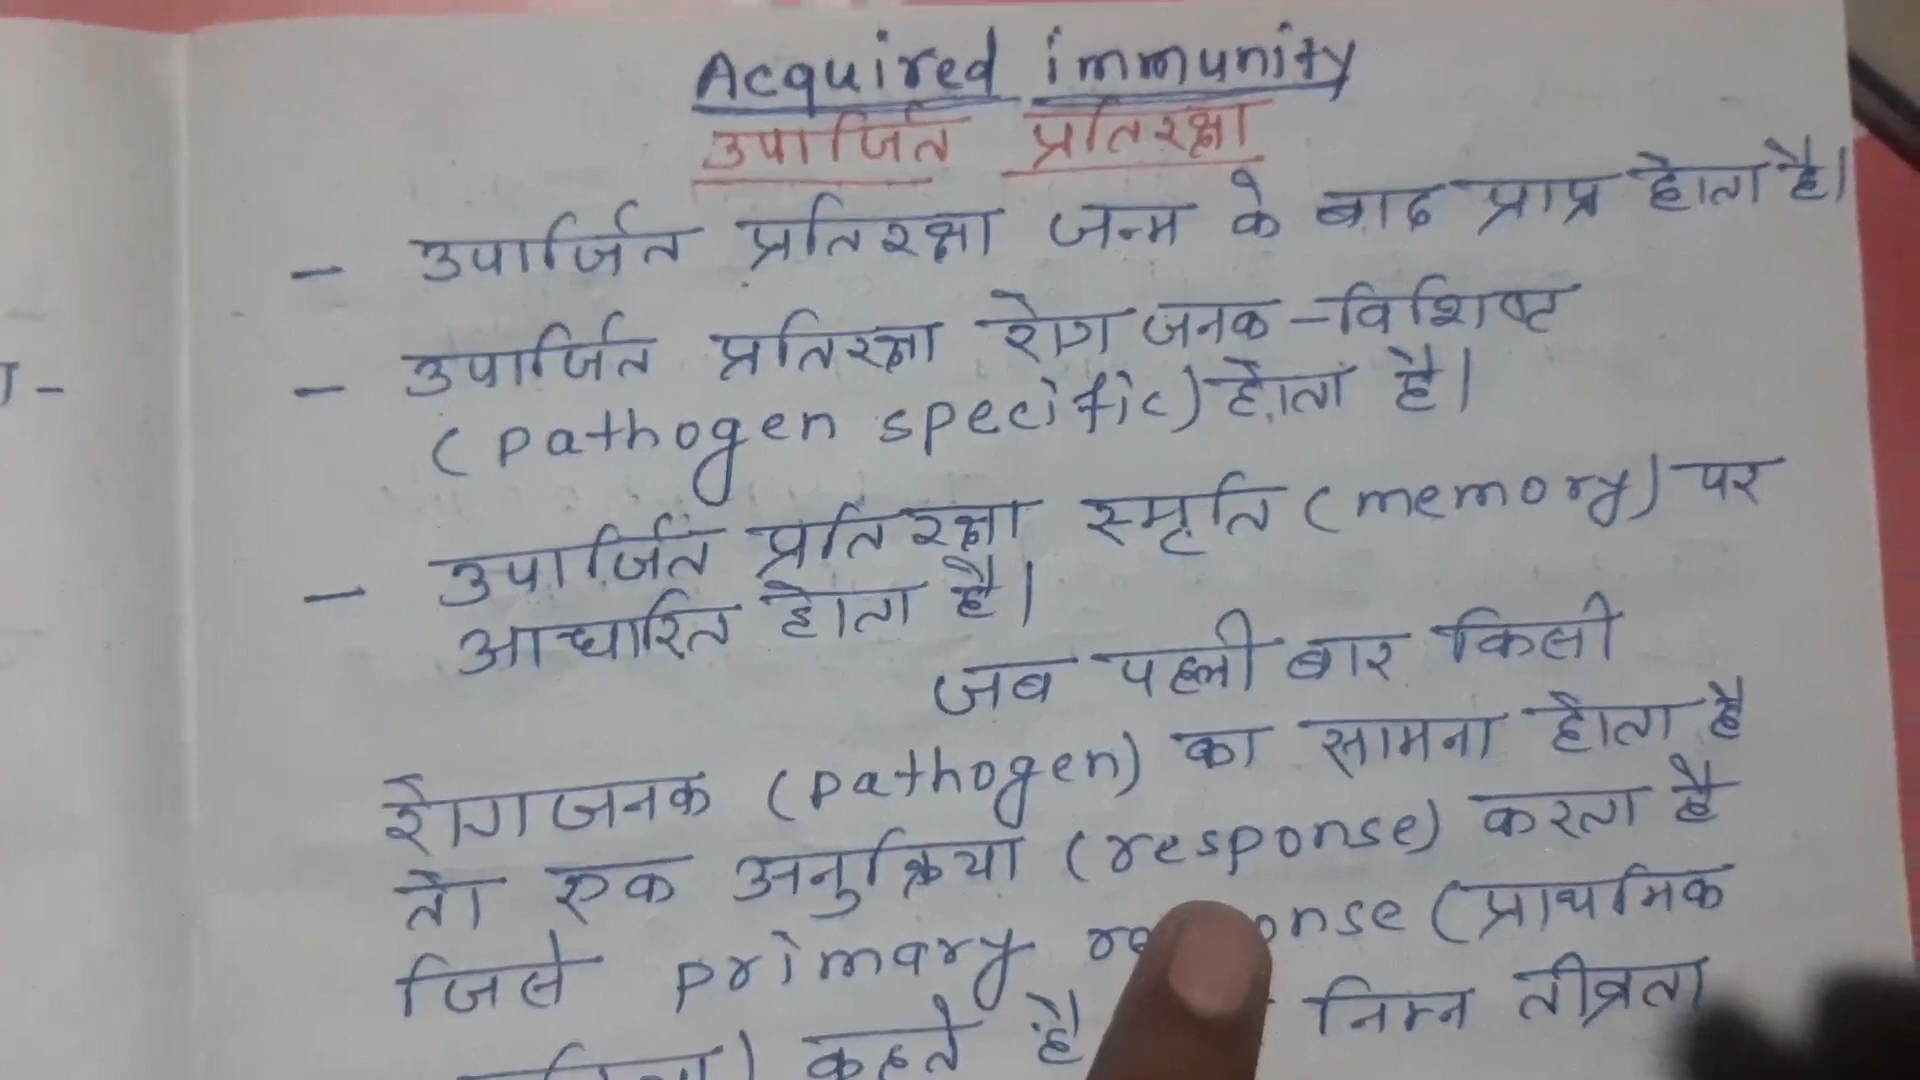 Acquired immunity
उपार्जित प्रतिरक्षा
- उपार्जित प्रतिरक्षा जन्म के बाद प्राप्त होता है।
- उपार्जित प्रतिरक्षा रोगजनक-विशिष्ट
(pathogen specific) होता है।
- उपार्जित प्रतिरक्षा स्मृति (memory) पर
आधारित होता है।
जब पहली बार किसी
रोगजनक (pathogen) का सामना होता है
तो एक अनुक्रिया (response) करता है
जिसे primary (प्राथमिक
कहते है निम्न तीव्रता